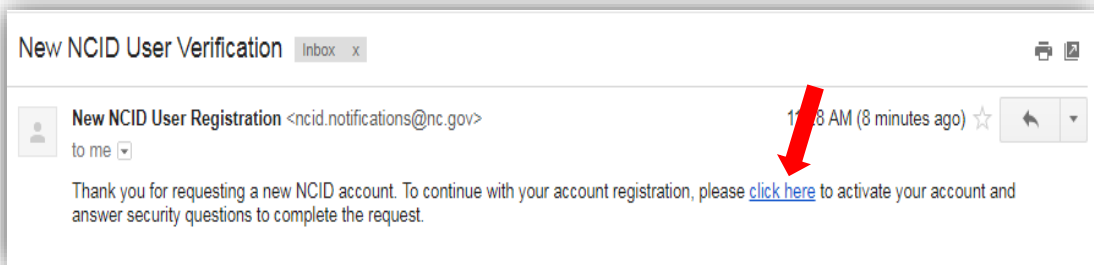 New NCID User Verification Inbox x
New NCID User Registration <ncid.notifications@nc.gov> AM (8 minutes ago)
to me
Thank you for requesting a new NCID account. To continue with your account registration, please click here to activate your account and
answer security questions to complete the request.